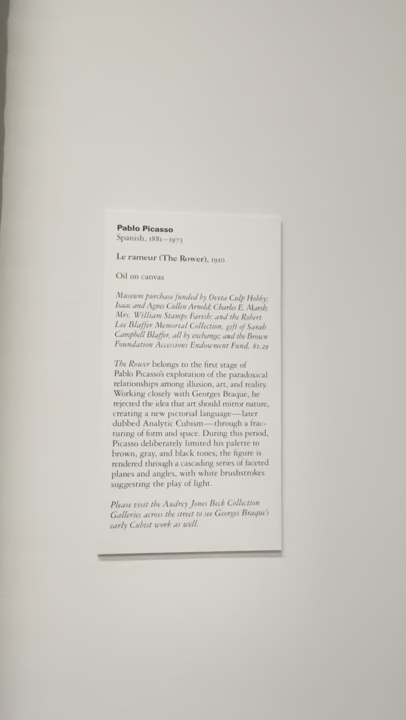 Pablo Picasso
Spanish, 1881–1973
Le rameur (The Rower), 1910
Oil on canvas
Museum purchase funded by Oveta Culp Hobby;
Isaac and Agnes Cullen Arnold; Charles E. Marsh;
Mrs. William Stamps Farish; and the Robert
Lee Blaffer Memorial Collection, gift of Sarah
Campbell Blaffer, all by exchange; and the Brown
Foundation Accessions Endowment Fund, 81.29
The Rower belongs to the first stage of
Pablo Picasso's exploration of the paradoxical
relationships among illusion, art, and reality.
Working closely with Georges Braque, he
rejected the idea that art should mirror nature,
creating a new pictorial language—later
dubbed Analytic Cubism—through a frac-
turing of form and space. During this period,
Picasso deliberately limited his palette to
brown, gray, and black tones; the figure is
rendered through a cascading series of faceted
planes and angles, with white brushstrokes
suggesting the play of light.
Please visit the Audrey Jones Beck Collection
Galleries across the street to see Georges Braque's
early Cubist work as well.